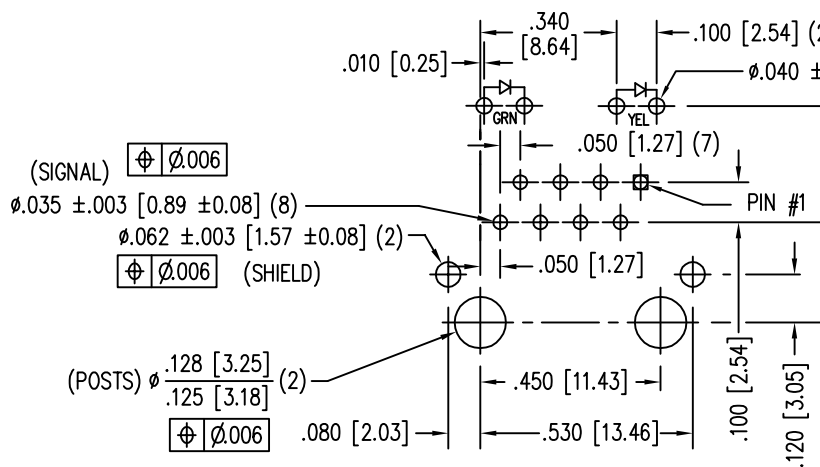 .340
[8.64]
.100 [2.54] (2
.010 [0.25]
ø.040 ±
GRN
YEL
.050 [1.27] (7)
(SIGNAL) ⌖ Ø.006
ø.035 ±.003 [0.89 ±0.08] (8)
PIN #1
ø.062 ±.003 [1.57 ±0.08] (2)
⌖ Ø.006 (SHIELD)
.050 [1.27]
(POSTS) ø .128 [3.25]
.125 [3.18] (2)
.450 [11.43]
⌖ Ø.006
.080 [2.03]
.530 [13.46]
.100 [2.54]
.120 [3.05]